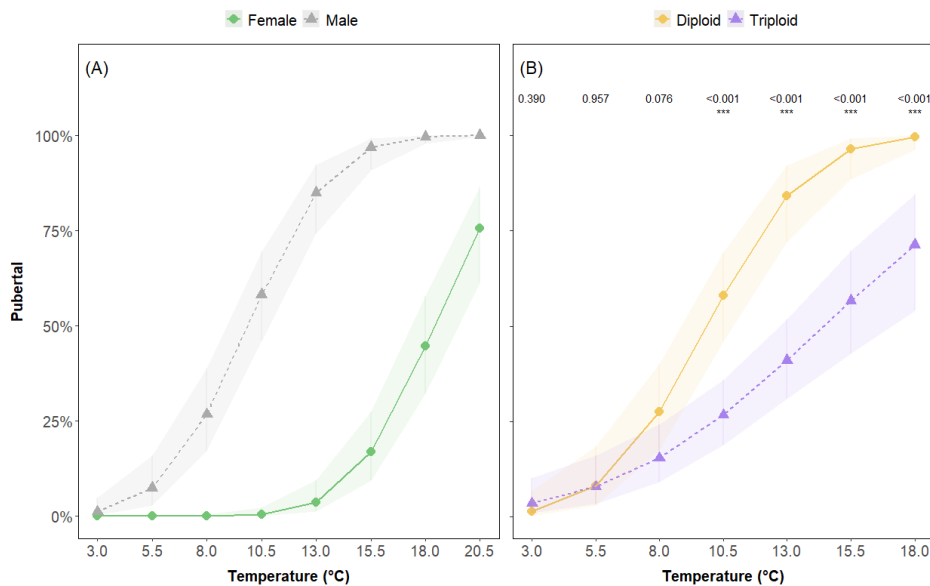 Female Male
Diploid Triploid
(A)
(B)
0.390 0.957 0.076 <0.001 <0.001 <0.001 <0.001
*** *** *** ***
100%
75%
50%
25%
0%
Pubertal
3.0 5.5 8.0 10.5 13.0 15.5 18.0 20.5
3.0 5.5 8.0 10.5 13.0 15.5 18.0
Temperature (°C)
Temperature (°C)